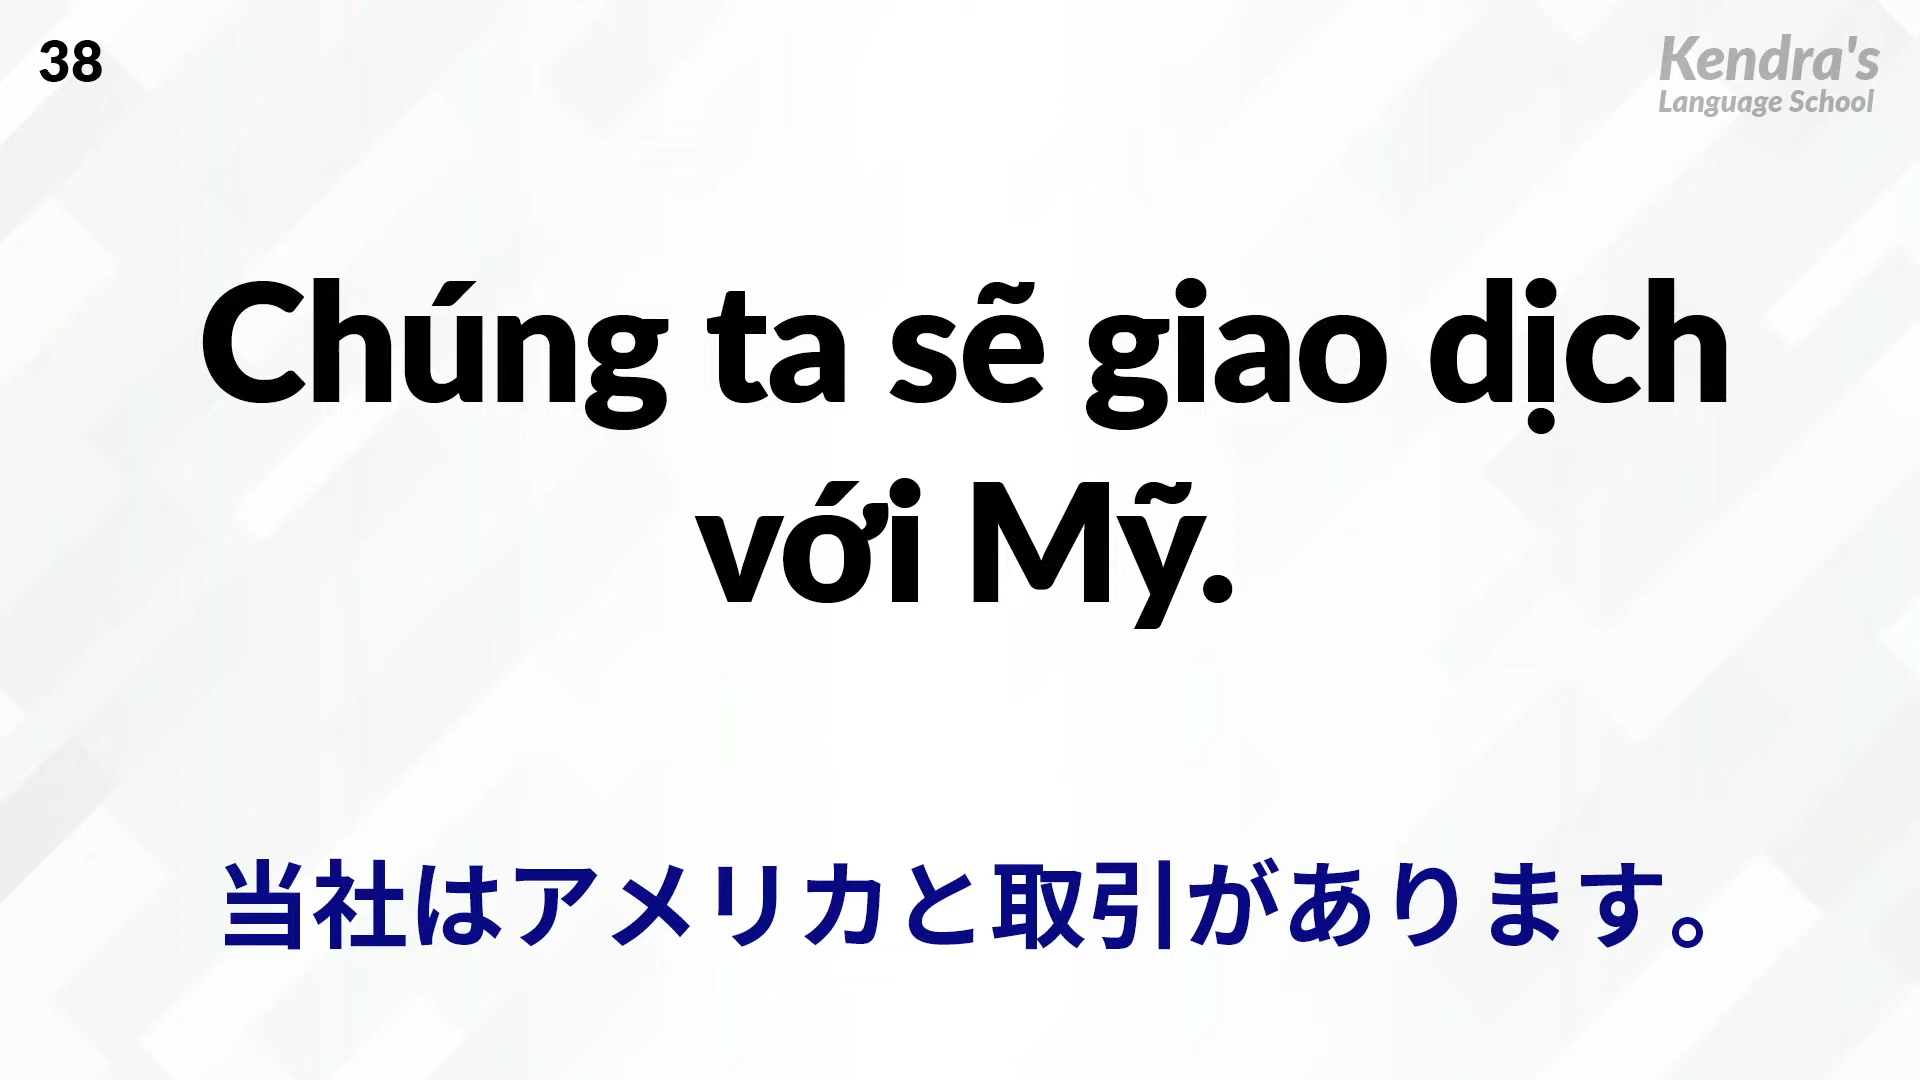 38
Kendra's
Language School
Chúng ta sẽ giao dịch
với Mỹ.
当社はアメリカと取引があります。